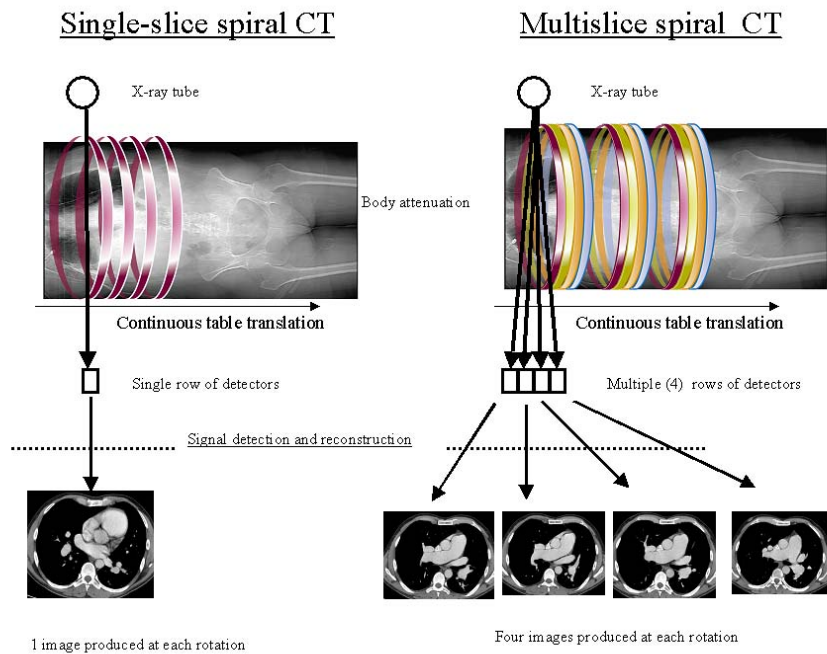 Single-slice spiral CT
Multislice spiral CT
X-ray tube
X-ray tube
Body attenuation
Continuous table translation
Continuous table translation
Single row of detectors
Multiple (4) rows of detectors
Signal detection and reconstruction
1 image produced at each rotation
Four images produced at each rotation